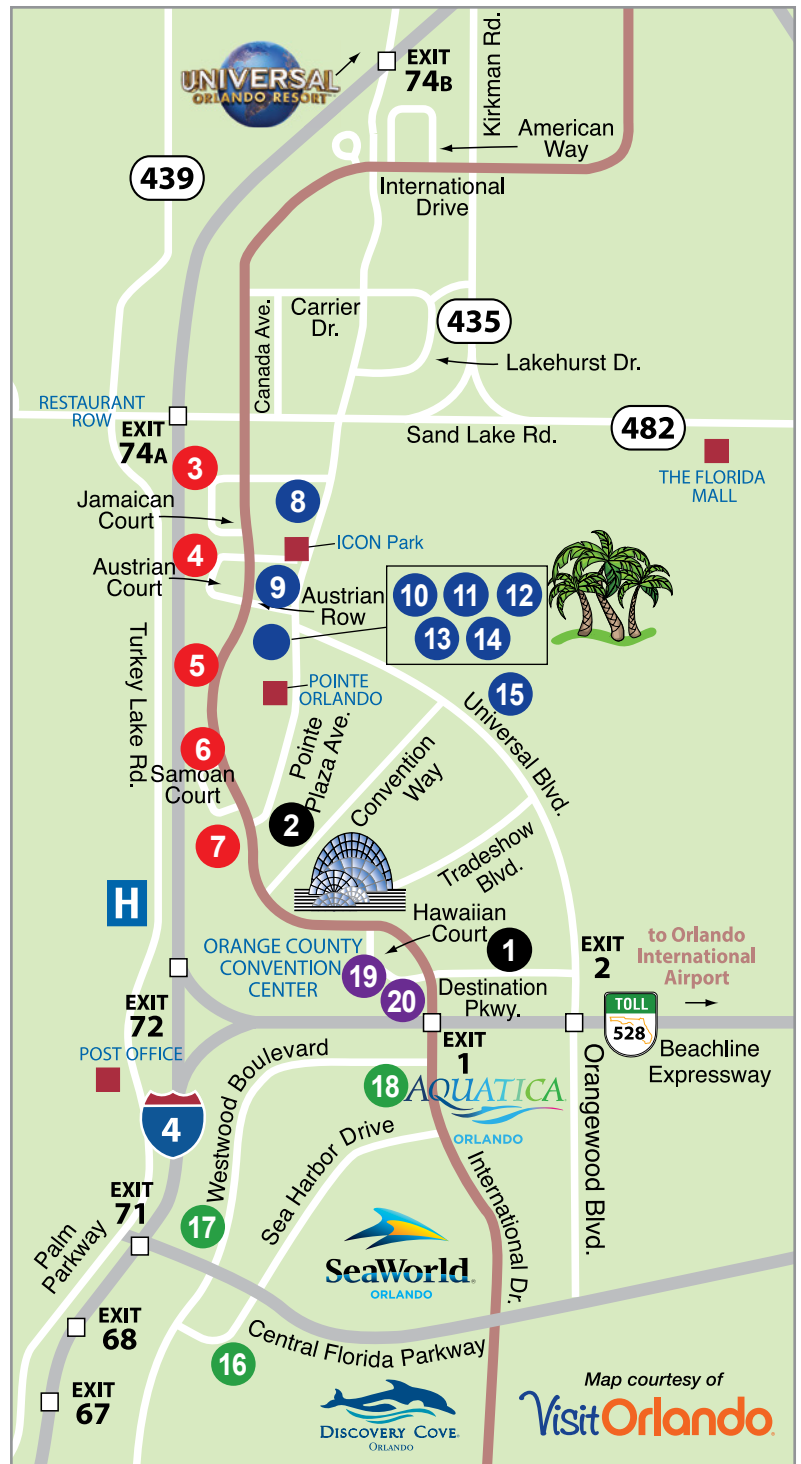 UNIVERSAL
ORLANDO RESORT
EXIT
74B
Kirkman Rd.
American
Way
439
International
Drive
Carrier
Dr.
435
Canada Ave.
Lakehurst Dr.
RESTAURANT
ROW
EXIT
74A
Sand Lake Rd.
482
THE FLORIDA
MALL
3
Jamaican
Court
8
4
ICON Park
Austrian
Court
9
Austrian
Row
10
11
12
13
14
Turkey Lake Rd.
5
POINTE
ORLANDO
15
Universal Blvd.
6
Samoan
Court
Pointe
Plaza Ave.
Convention
Way
2
7
Tradeshow
Blvd.
H
Hawaiian
Court
1
EXIT
2
to Orlando
International
Airport
ORANGE COUNTY
CONVENTION
CENTER
19
20
Destination
Pkwy.
TOLL
528
EXIT
72
EXIT
1
Beachline
Expressway
POST OFFICE
Westwood Boulevard
18
AQUATICA
ORLANDO
4
Sea Harbor Drive
Orangewood Blvd.
EXIT
71
17
International Dr.
Palm
Parkway
SeaWorld
ORLANDO
EXIT
68
16
Central Florida Parkway
EXIT
67
DISCOVERY COVE
ORLANDO
Map courtesy of
VisitOrlando